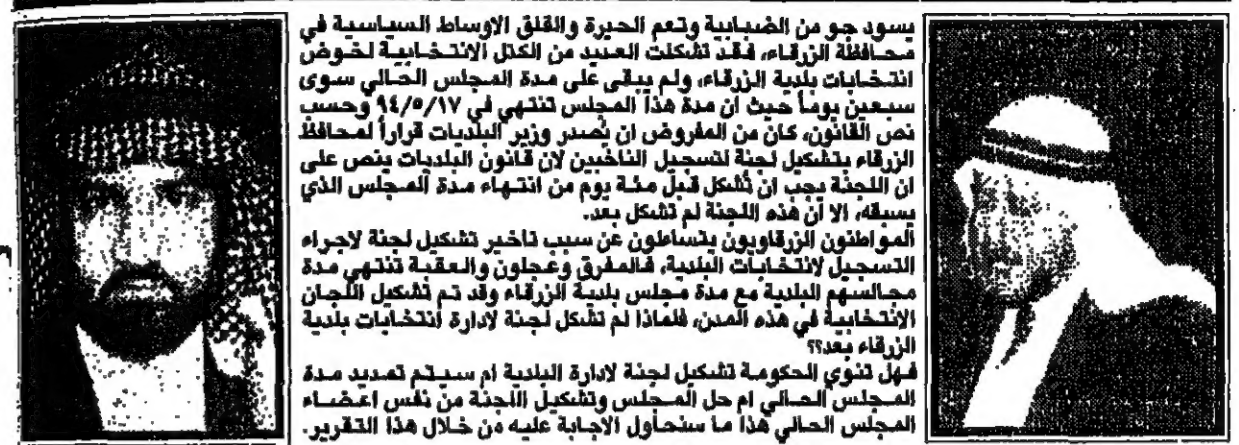 يسود جو من الضبابية وتعم الحيرة والقلق الاوساط السياسية في
محافظة الزرقاء، فقد تشكلت العديد من الكتل الانتخابية لخوض
انتخابات بلدية الزرقاء، ولم يبقى على مدة المجلس الحالي سوى
سبعين يوماً حيث ان مدة هذا المجلس تنتهي في ٩٤/٥/١٧ وحسب
نص القانون، كان من المفروض ان يُصدر وزير البلديات قراراً لمحافظ
الزرقاء بتشكيل لجنة لتسجيل الناخبين لان قانون البلديات ينص على
ان اللجنة يجب ان تُشكل قبل مئة يوم من انتهاء مدة المجلس الذي
يسبقه، الا أن هذه اللجنة لم تشكل بعد.
المواطنون الزرقاويون يتساءلون عن سبب تاخير تشكيل لجنة لاجراء
التسجيل لانتخابات البلدية، فالمفرق وعجلون والعقبة تنتهي مدة
مجالسهم البلدية مع مدة مجلس بلدية الزرقاء وقد تم تشكيل اللجان
الانتخابية في هذه المدن، فلماذا لم تشكل لجنة لادارة انتخابات بلدية
الزرقاء بعد؟؟
فهل تنوي الحكومة تشكيل لجنة لادارة البلدية ام سيتم تمديد مدة
المجلس الحالي ام حل المجلس وتشكيل اللجنة من نفس اعضاء
المجلس الحالي هذا ما سنحاول الاجابة عليه من خلال هذا التقرير.